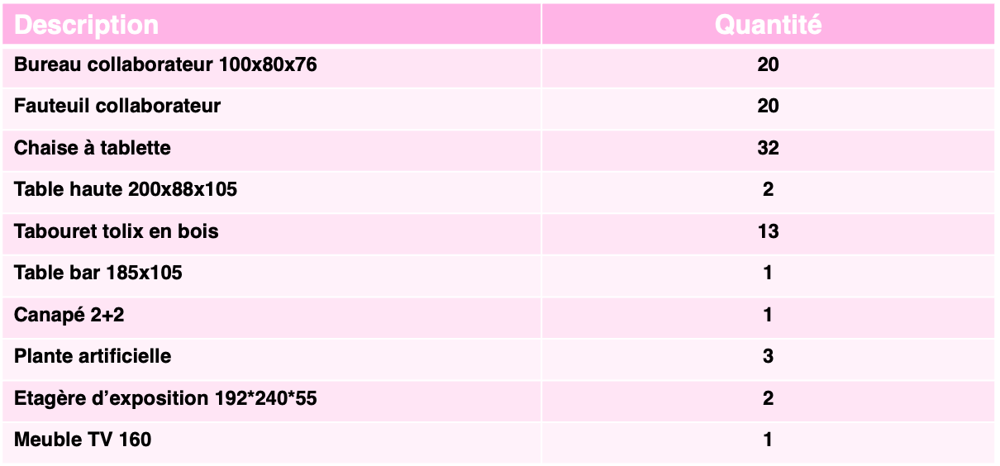 Description Quantité
Bureau collaborateur 100x80x76 20
Fauteuil collaborateur 20
Chaise à tablette 32
Table haute 200x88x105 2
Tabouret tolix en bois 13
Table bar 185x105 1
Canapé 2+2 1
Plante artificielle 3
Etagère d’exposition 192*240*55 2
Meuble TV 160 1